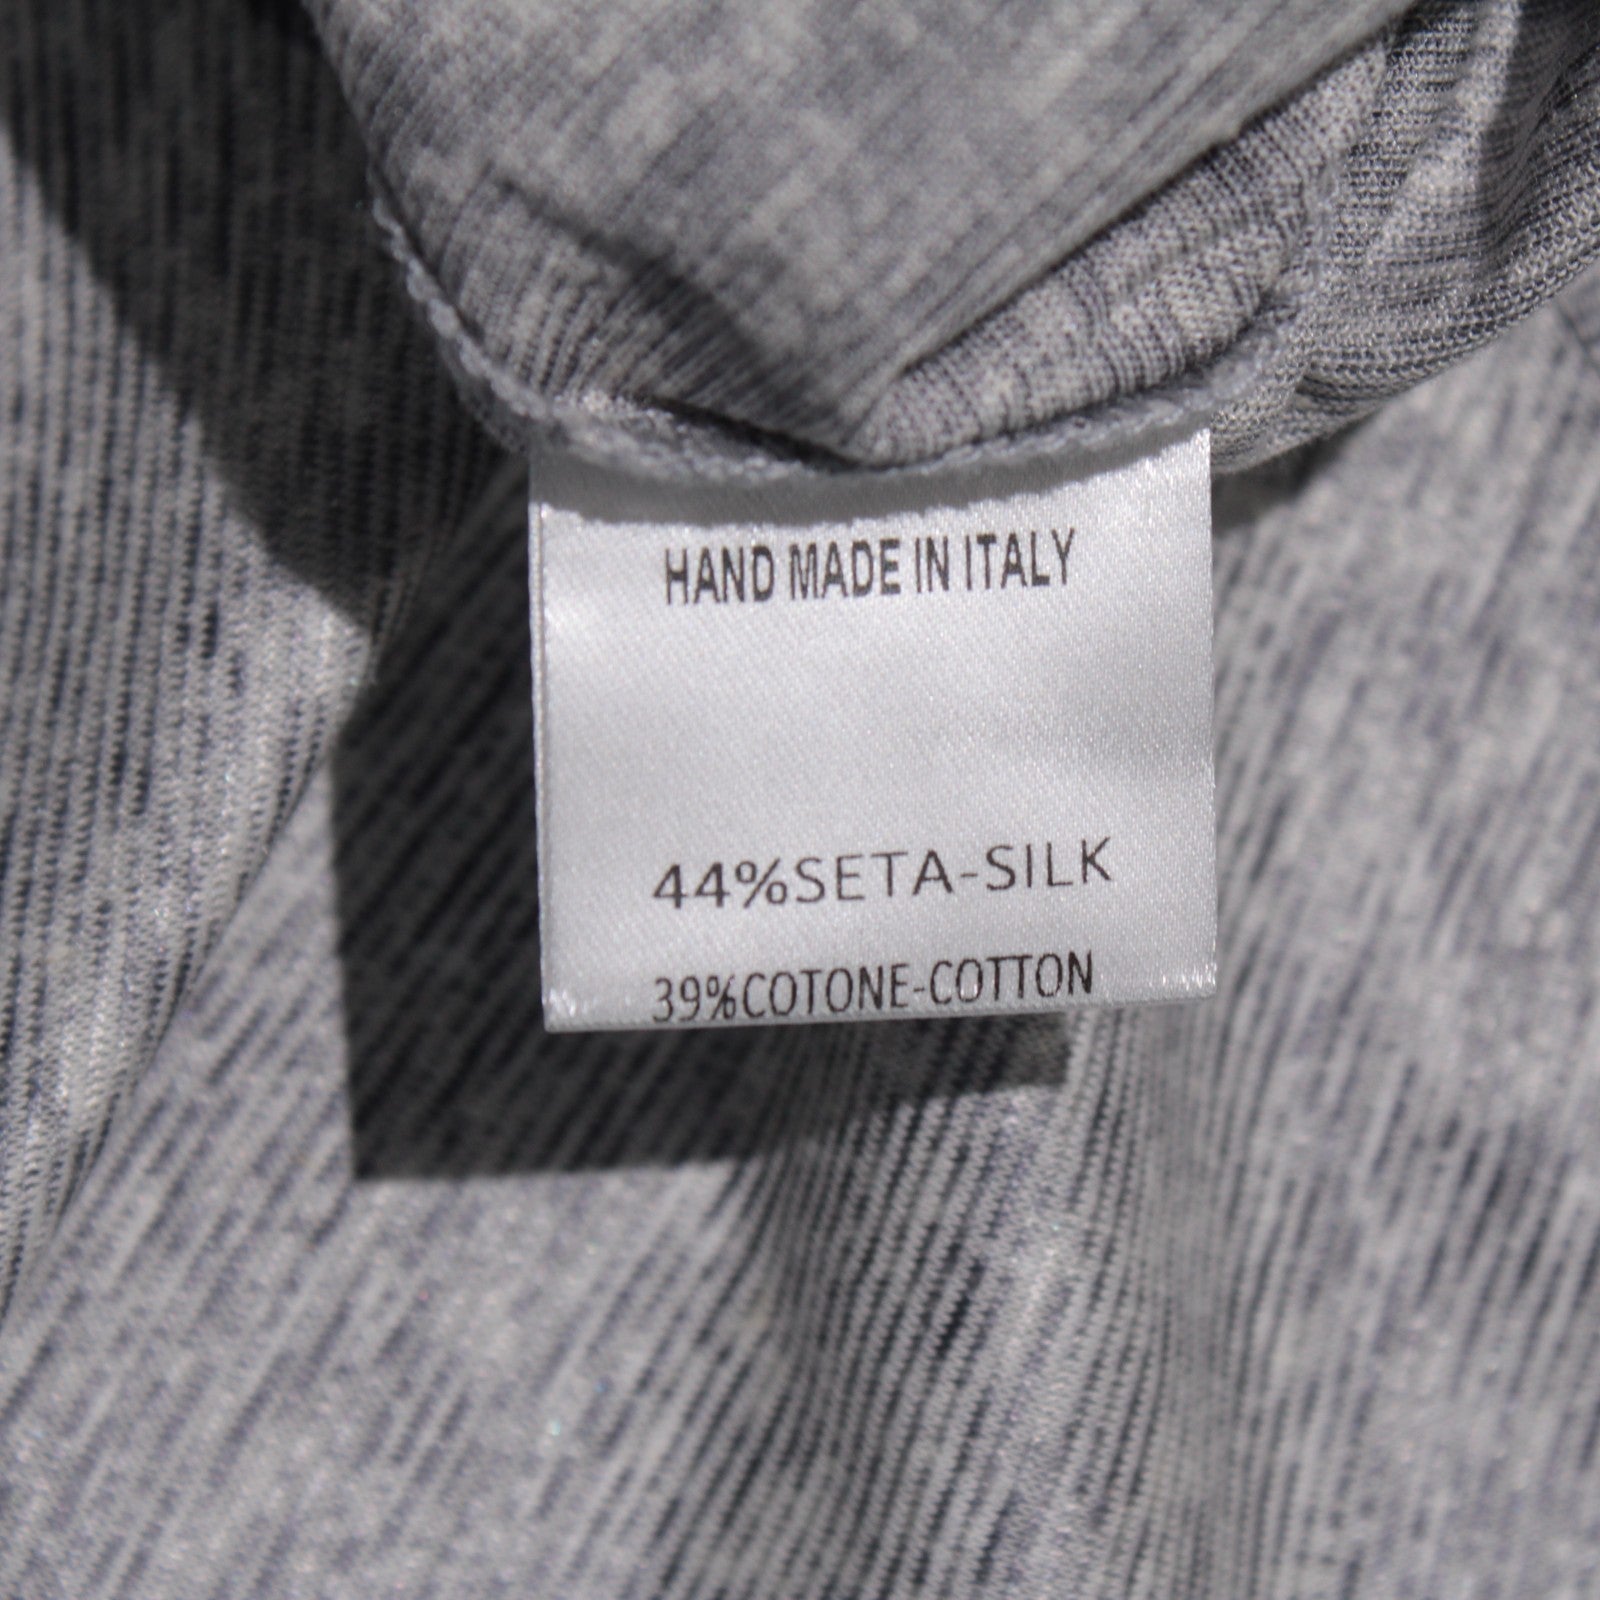 HAND MADE IN ITALY
44%SETA-SILK
39%COTONE-COTTON